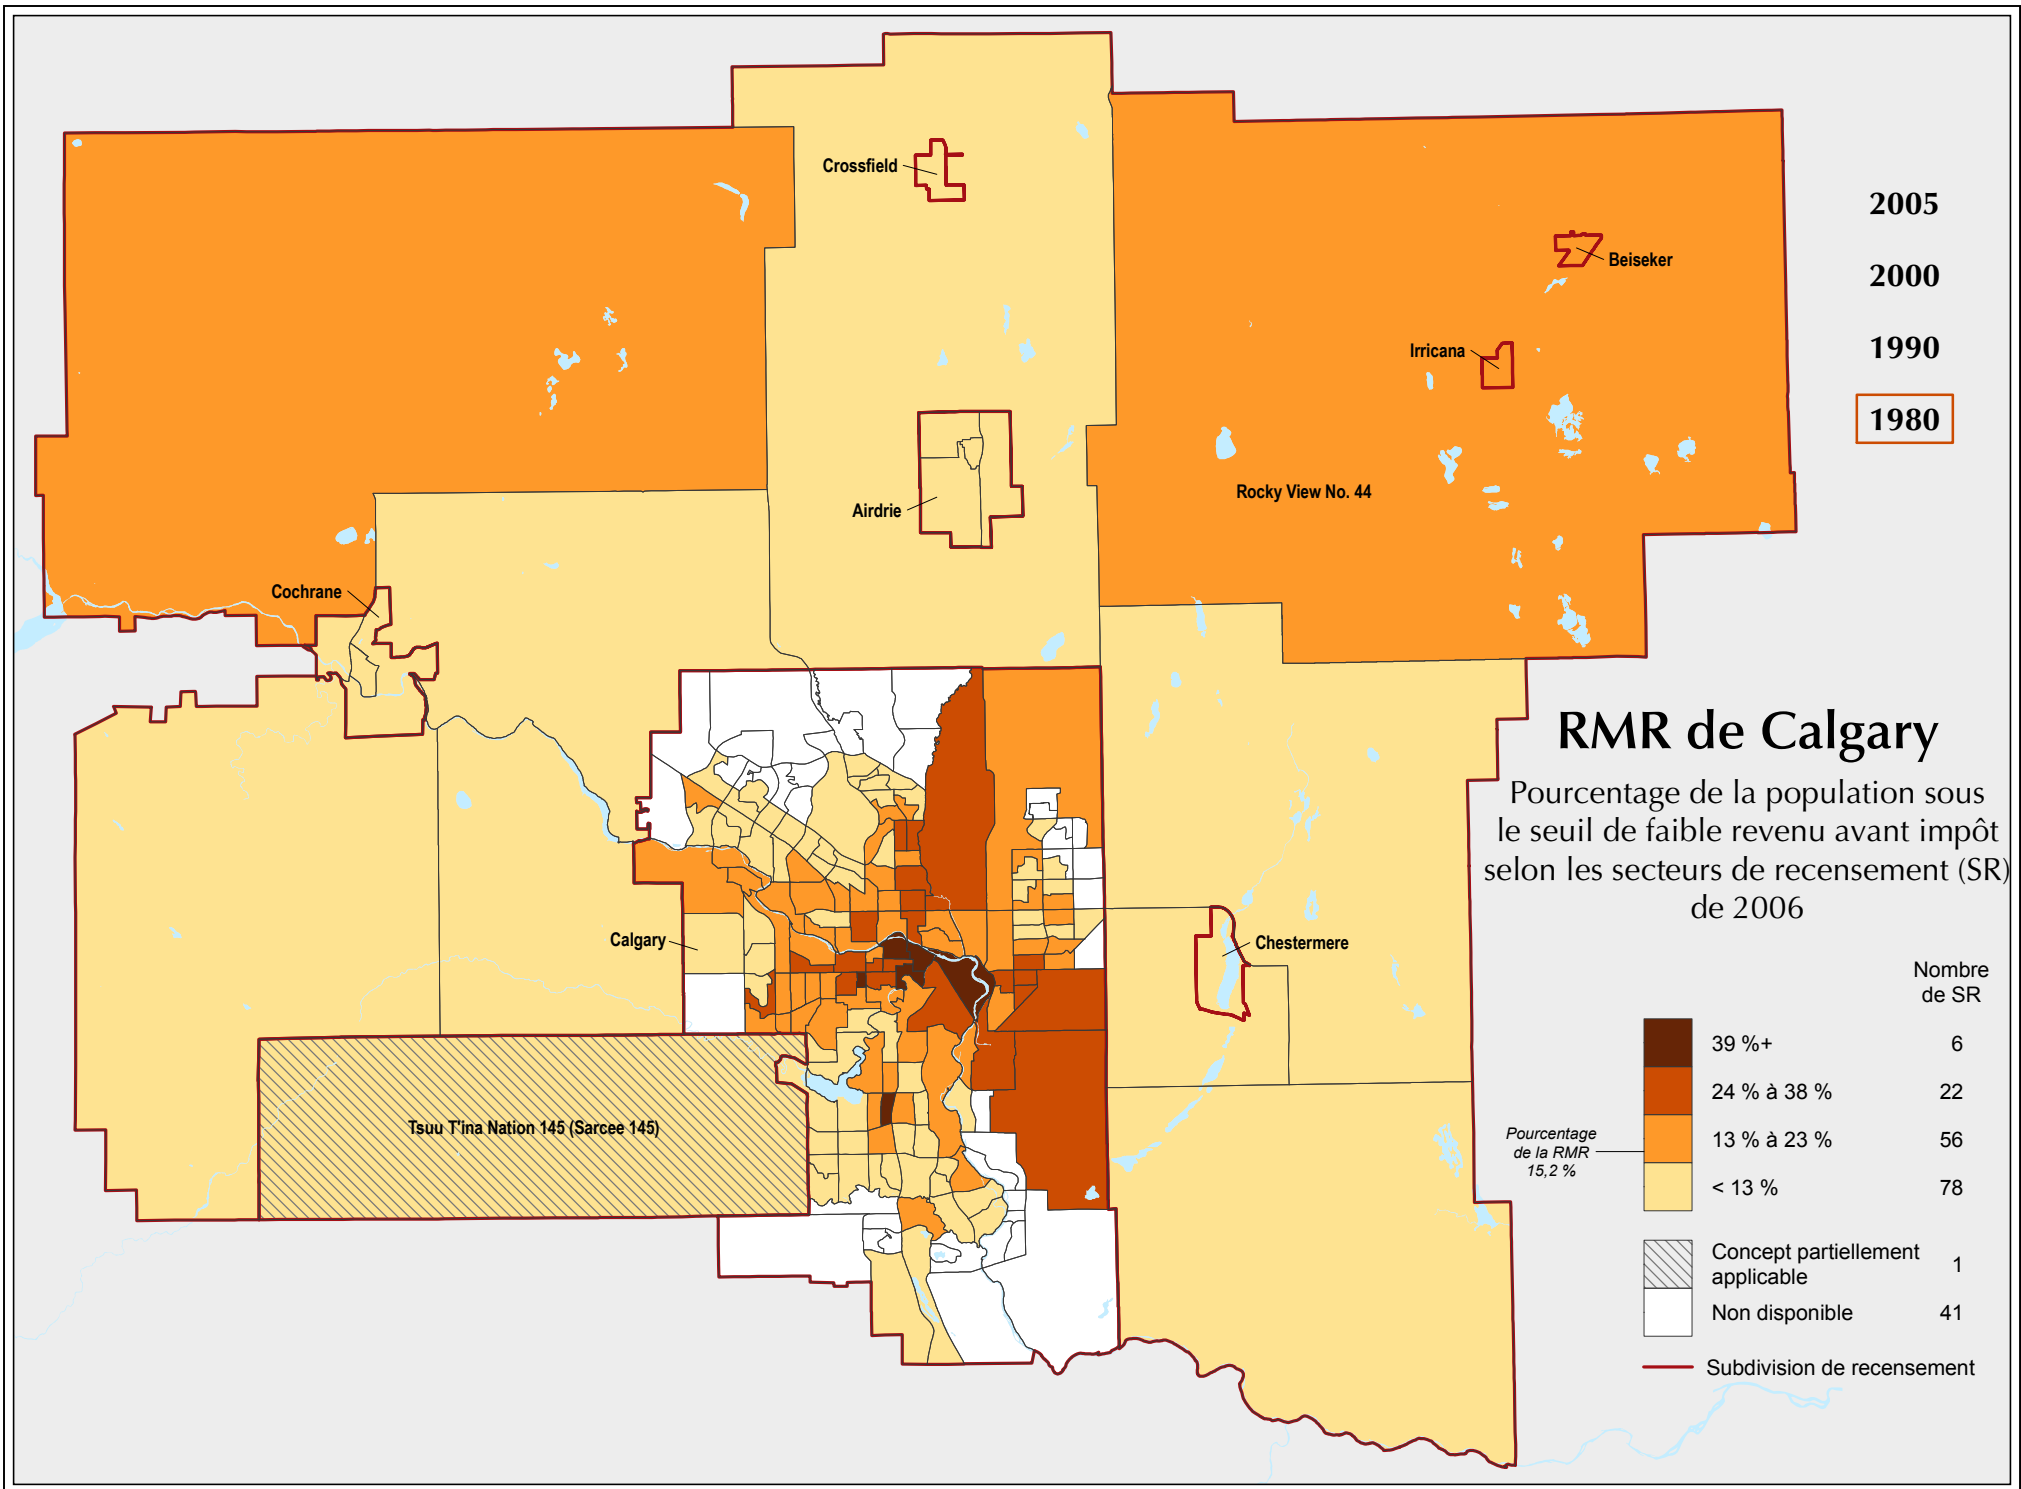 Crossfield
2005
Beiseker
2000
Irricana
1990
1980
Rocky View No. 44
Airdrie
Cochrane
RMR de Calgary
Pourcentage de la population sous
le seuil de faible revenu avant impôt
selon les secteurs de recensement (SR)
de 2006
Calgary
Chestermere
Nombre
de SR
39 %+ 6
24 % à 38 % 22
Tsuu T'ina Nation 145 (Sarcee 145)
13 % à 23 % 56
Pourcentage
de la RMR
15,2 %
< 13 % 78
Concept partiellement
applicable 1
Non disponible 41
Subdivision de recensement